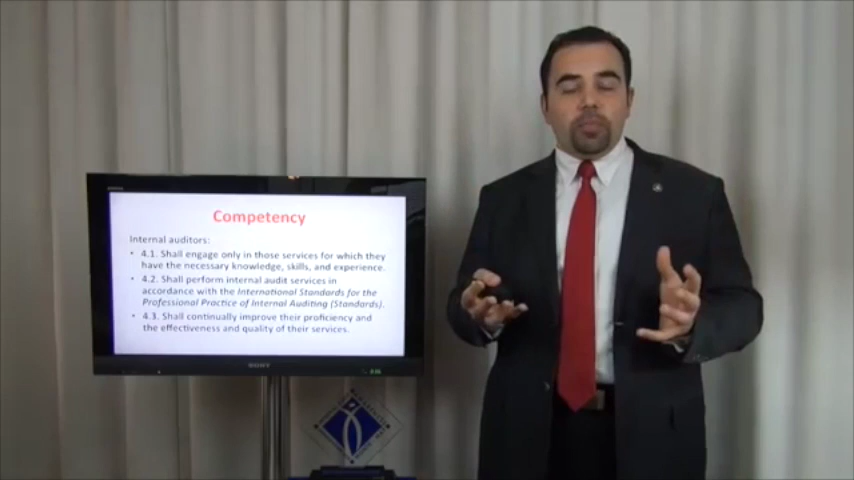 Competency
Internal auditors:
• 4.1. Shall engage only in those services for which they
have the necessary knowledge, skills, and experience.
• 4.2. Shall perform internal audit services in
accordance with the International Standards for the
Professional Practice of Internal Auditing (Standards).
• 4.3. Shall continually improve their proficiency and
the effectiveness and quality of their services.
SONY